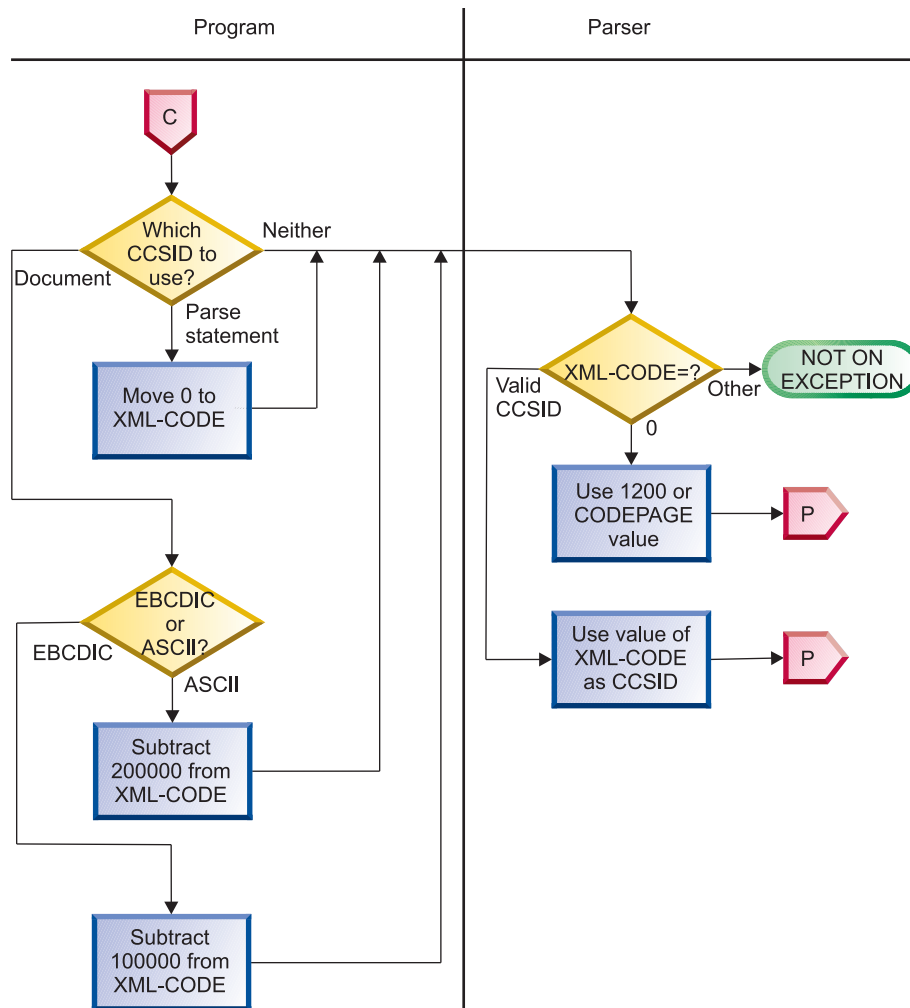 Program
Parser
C
Which
CCSID to
use?
Neither
Document
Parse
statement
Move 0 to
XML-CODE
XML-CODE=?
Valid
CCSID
Other
NOT ON
EXCEPTION
0
Use 1200 or
CODEPAGE
value
P
EBCDIC
or
ASCII?
EBCDIC
ASCII
Use value of
XML-CODE
as CCSID
P
Subtract
200000 from
XML-CODE
Subtract
100000 from
XML-CODE